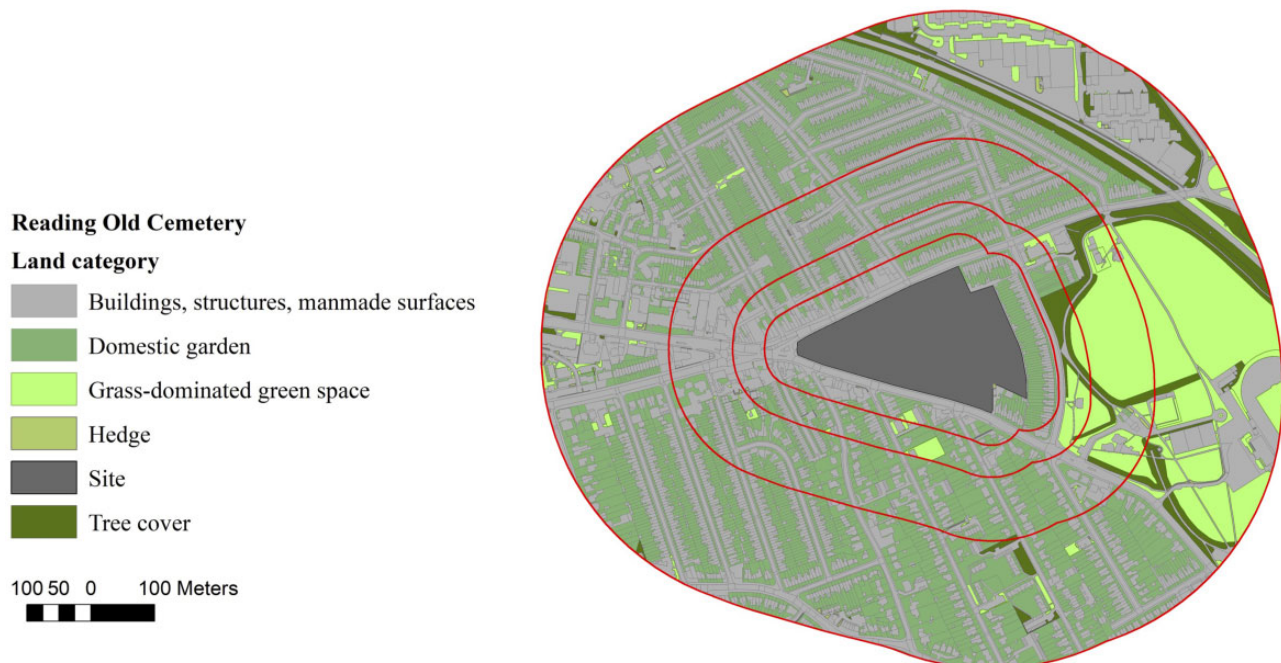 Reading Old Cemetery
Land category
Buildings, structures, manmade surfaces
Domestic garden
Grass-dominated green space
Hedge
Site
Tree cover
100 50 0 100 Meters